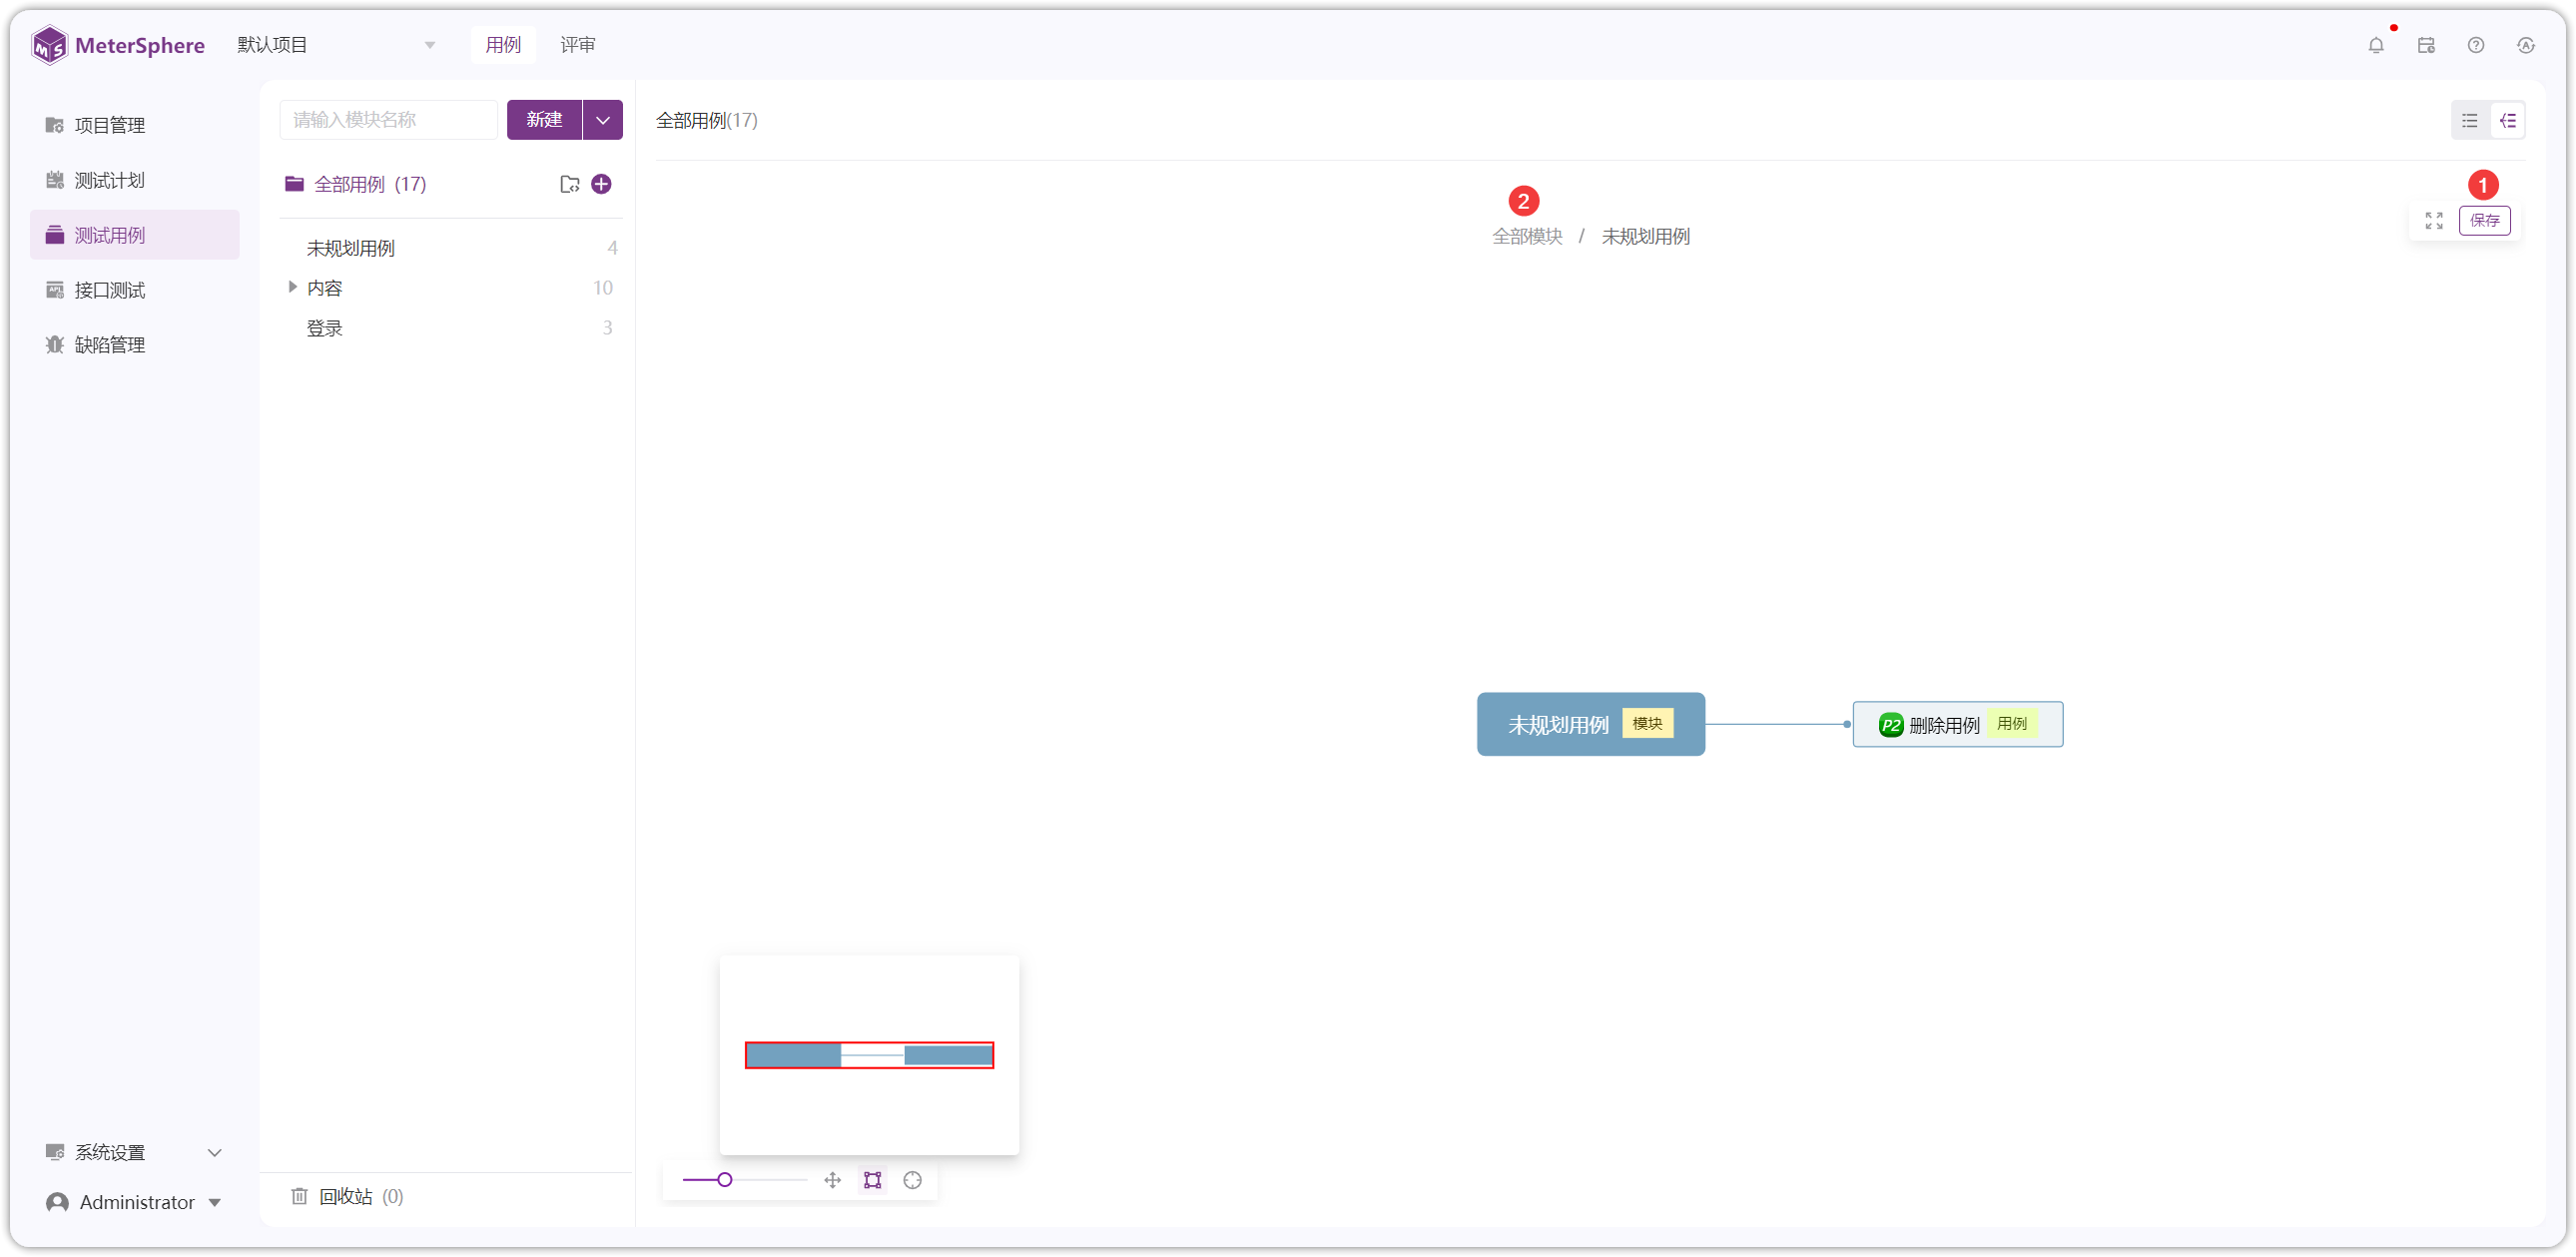 MS MeterSphere
默认项目
用例
评审
项目管理
测试计划
测试用例
API 接口测试
缺陷管理
系统设置
Administrator
请输入模块名称
新建
全部用例 (17)
未规划用例 4
内容 10
登录 3
回收站 (0)
全部用例(17)
1
保存
2
全部模块 / 未规划用例
未规划用例 模块
P2 删除用例 用例